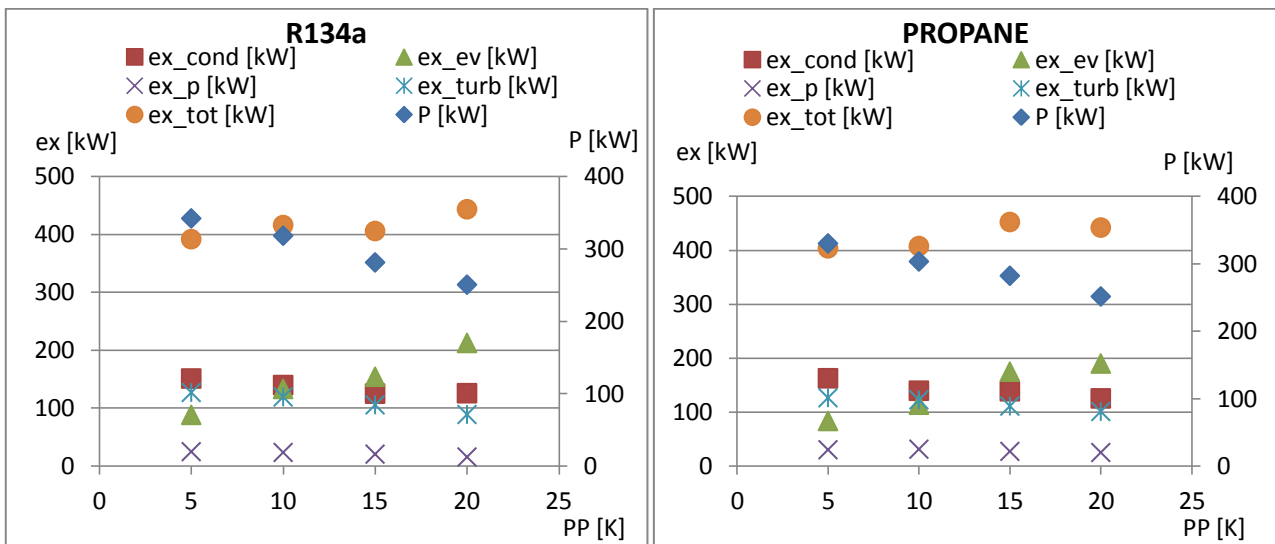 R134a
ex_cond [kW] ex_ev [kW]
ex_p [kW] ex_turb [kW]
ex_tot [kW] P [kW]
ex [kW] P [kW]
500 400
400 300
300
200
200
100
100
0 0
0 5 10 15 20 25
PP [K]
PROPANE
ex_cond [kW] ex_ev [kW]
ex_p [kW] ex_turb [kW]
ex_tot [kW] P [kW]
ex [kW] P [kW]
500 400
400 300
300
200
200
100
100
0 0
0 5 10 15 20 25
PP [K]